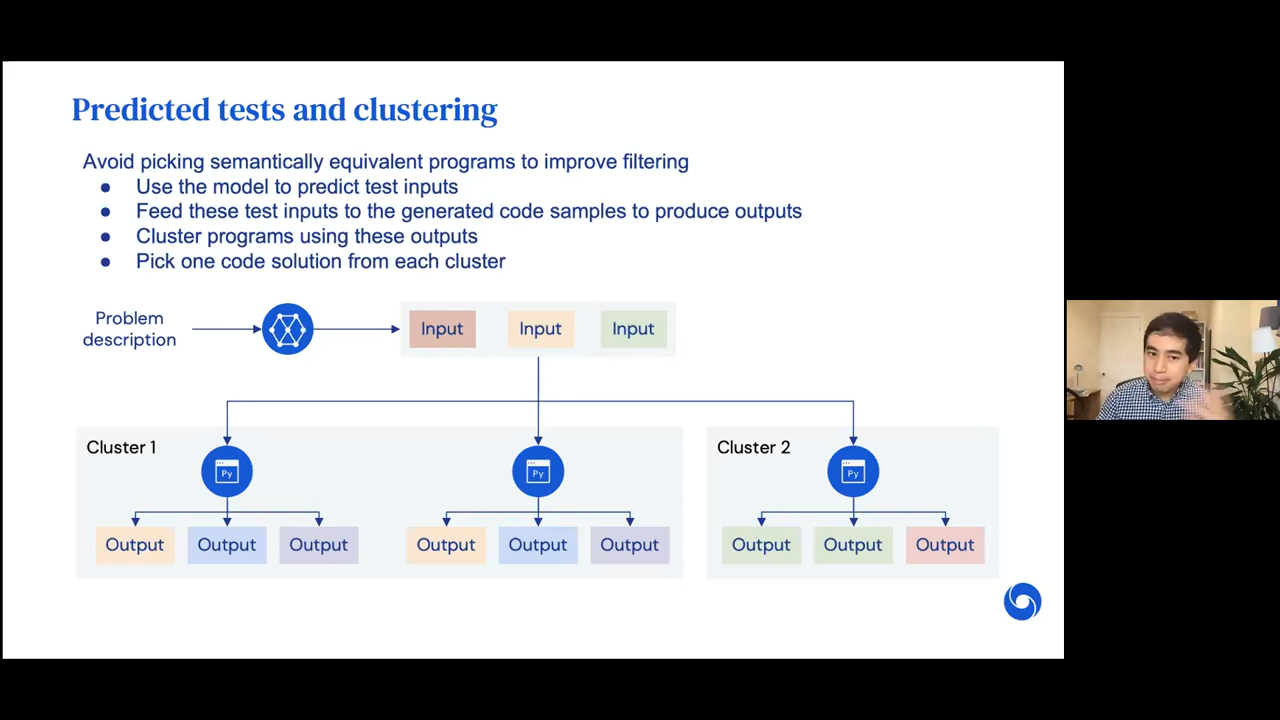 Predicted tests and clustering
Avoid picking semantically equivalent programs to improve filtering
● Use the model to predict test inputs
● Feed these test inputs to the generated code samples to produce outputs
● Cluster programs using these outputs
● Pick one code solution from each cluster
Problem
description
Input Input Input
Cluster 1 Cluster 2
Py Py Py
Output Output Output Output Output Output Output Output Output